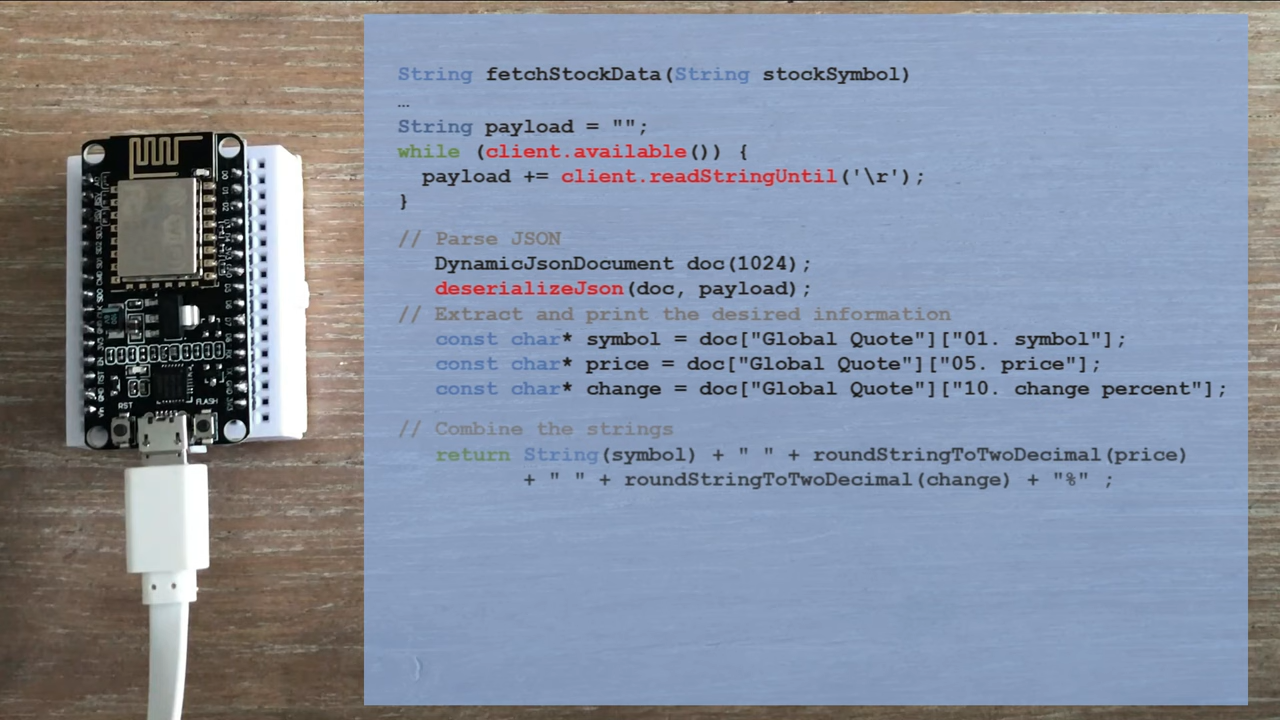 String fetchStockData(String stockSymbol)
…
String payload = "";
while (client.available()) {
payload += client.readStringUntil('\r');
}
// Parse JSON
DynamicJsonDocument doc(1024);
deserializeJson(doc, payload);
// Extract and print the desired information
const char* symbol = doc["Global Quote"]["01. symbol"];
const char* price = doc["Global Quote"]["05. price"];
const char* change = doc["Global Quote"]["10. change percent"];
// Combine the strings
return String(symbol) + " " + roundStringToTwoDecimal(price)
+ " " + roundStringToTwoDecimal(change) + "%" ;
RST
FLASH